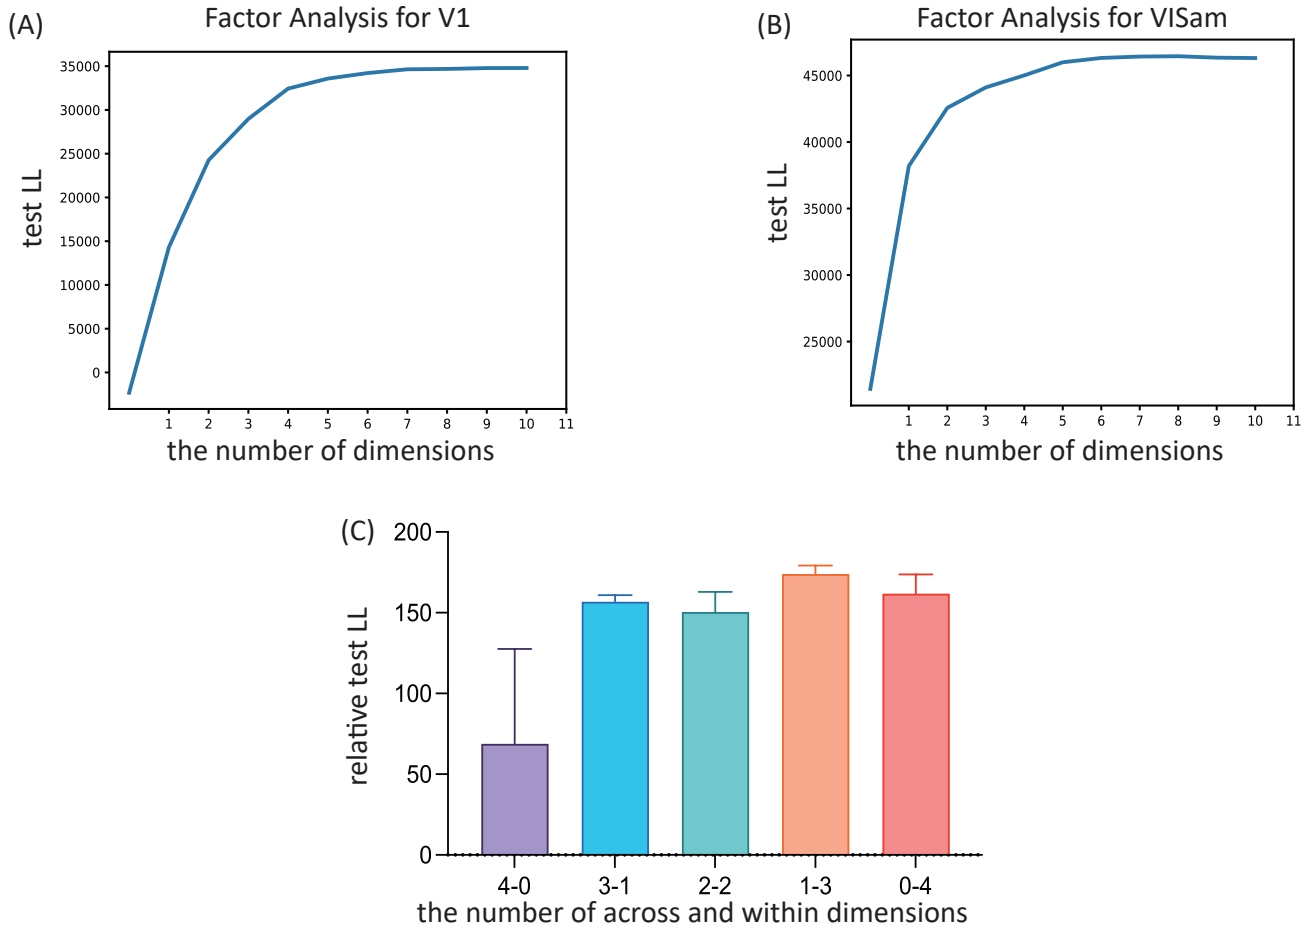 (A)
Factor Analysis for V1
35000
30000
25000
20000
15000
10000
5000
0
test LL
1 2 3 4 5 6 7 8 9 10 11
the number of dimensions
(B)
Factor Analysis for VISam
45000
40000
45000
30000
25000
test LL
1 2 3 4 5 6 7 8 9 10 11
the number of dimensions
(C)
200
150
100
50
0
relative test LL
4-0 3-1 2-2 1-3 0-4
the number of across and within dimensions